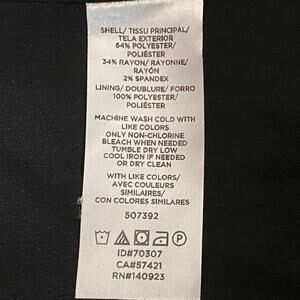 SHELL/ TISSU PRINCIPAL/
TELA EXTERIOR
64% POLYESTER/
POLIÉSTER
34% RAYON/ RAYONNE/
RAYÓN
2% SPANDEX
LINING/ DOUBLURE/ FORRO
100% POLYESTER/
POLIÉSTER
MACHINE WASH COLD WITH
LIKE COLORS
ONLY NON-CHLORINE
BLEACH WHEN NEEDED
TUMBLE DRY LOW
COOL IRON IF NEEDED
OR DRY CLEAN
WITH LIKE COLORS/
AVEC COULEURS
SIMILAIRES/
CON COLORES SIMILARES
507392
P
ID#70307
CA#57421
RN#140923